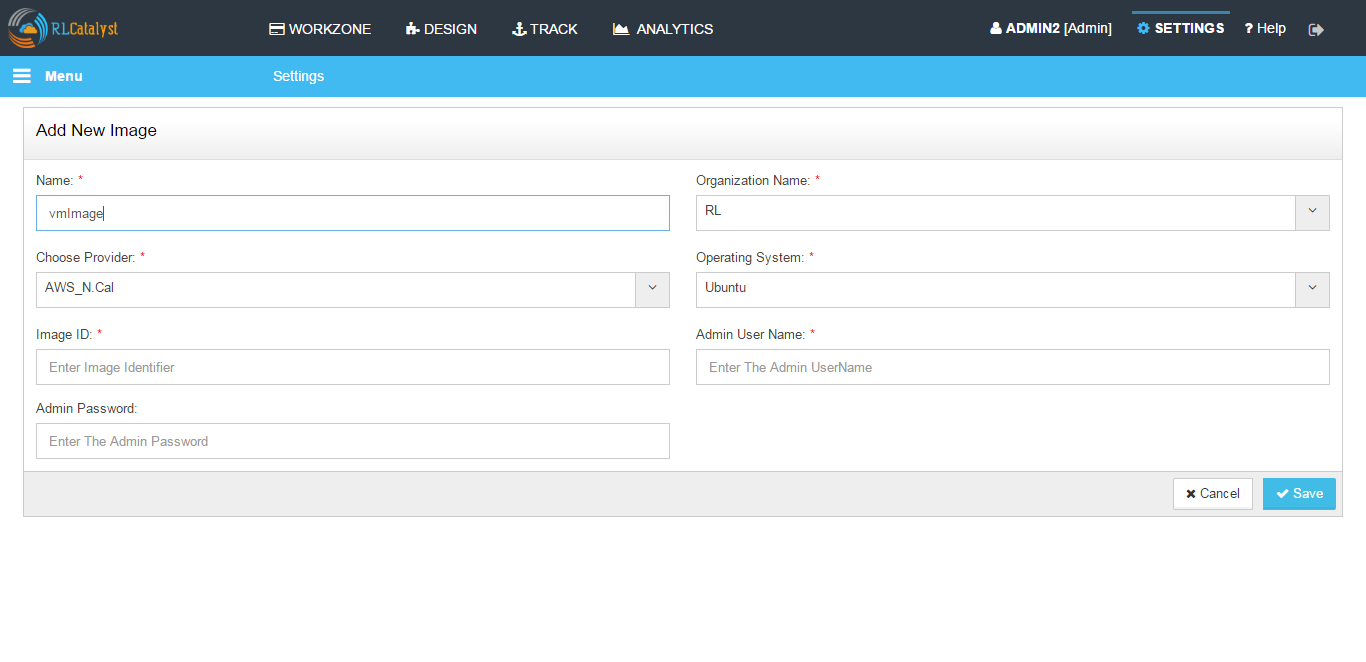 RLCatalyst WORKZONE DESIGN TRACK ANALYTICS ADMIN2 [Admin] SETTINGS ? Help
Menu Settings
Add New Image
Name: * Organization Name: *
vmImage RL
Choose Provider: * Operating System: *
AWS_N.Cal Ubuntu
Image ID: * Admin User Name: *
Enter Image Identifier Enter The Admin UserName
Admin Password:
Enter The Admin Password
Cancel Save